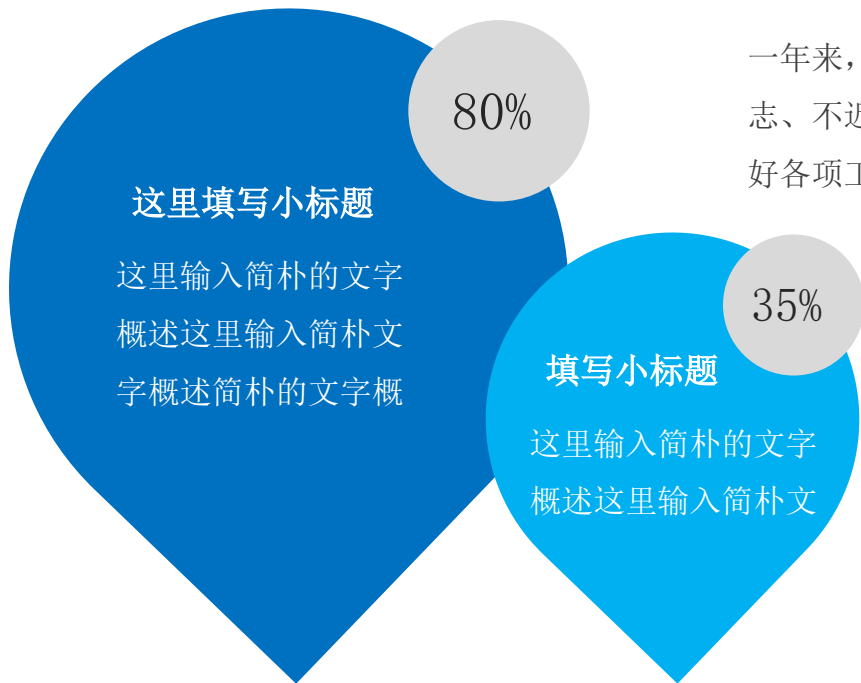 80%
这里填写小标题
这里输入简朴的文字
概述这里输入简朴文
字概述简朴的文字概
一年来，
志、不
好各项
35%
填写小标题
这里输入简朴的文字
概述这里输入简朴文